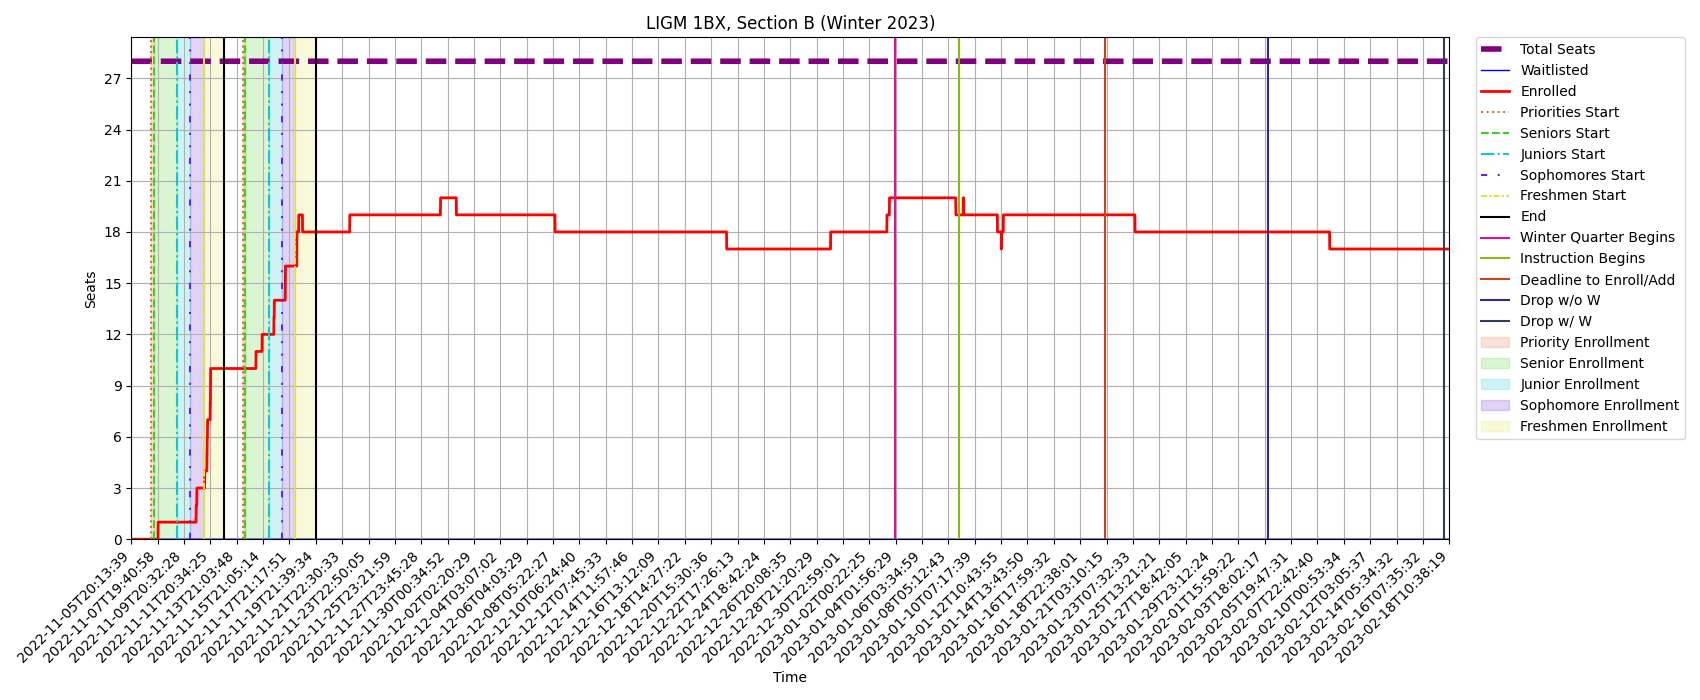 LIGM 1BX, Section B (Winter 2023)
Total Seats
Waitlisted
Enrolled
Priorities Start
Seniors Start
Juniors Start
Sophomores Start
Freshmen Start
End
Winter Quarter Begins
Instruction Begins
Deadline to Enroll/Add
Drop w/o W
Drop w/ W
Priority Enrollment
Senior Enrollment
Junior Enrollment
Sophomore Enrollment
Freshmen Enrollment
Seats
27
24
21
18
15
12
9
6
3
0
2022-11-05T20:13:39
2022-11-07T19:40:58
2022-11-09T20:32:28
2022-11-11T20:34:25
2022-11-13T21:03:48
2022-11-15T21:05:14
2022-11-17T21:17:51
2022-11-19T21:39:34
2022-11-21T22:30:33
2022-11-23T22:50:05
2022-11-25T23:21:59
2022-11-27T23:45:28
2022-11-30T00:34:52
2022-12-02T02:20:29
2022-12-04T03:07:02
2022-12-06T04:03:29
2022-12-08T05:22:27
2022-12-10T06:24:40
2022-12-12T07:45:33
2022-12-14T11:57:46
2022-12-16T13:12:09
2022-12-18T14:27:22
2022-12-20T15:30:36
2022-12-22T17:26:13
2022-12-24T18:42:24
2022-12-26T20:08:35
2022-12-28T21:20:29
2022-12-30T22:59:01
2023-01-02T00:22:25
2023-01-04T01:56:29
2023-01-06T03:34:59
2023-01-08T05:12:43
2023-01-10T07:17:39
2023-01-12T10:43:55
2023-01-14T13:43:50
2023-01-16T17:59:32
2023-01-18T22:38:01
2023-01-21T03:10:15
2023-01-23T07:32:33
2023-01-25T13:21:21
2023-01-27T18:42:05
2023-01-29T23:12:24
2023-02-01T15:59:22
2023-02-03T18:02:17
2023-02-05T19:47:31
2023-02-07T22:42:40
2023-02-10T00:53:34
2023-02-12T03:05:37
2023-02-14T05:34:32
2023-02-16T07:35:32
2023-02-18T10:38:19
Time